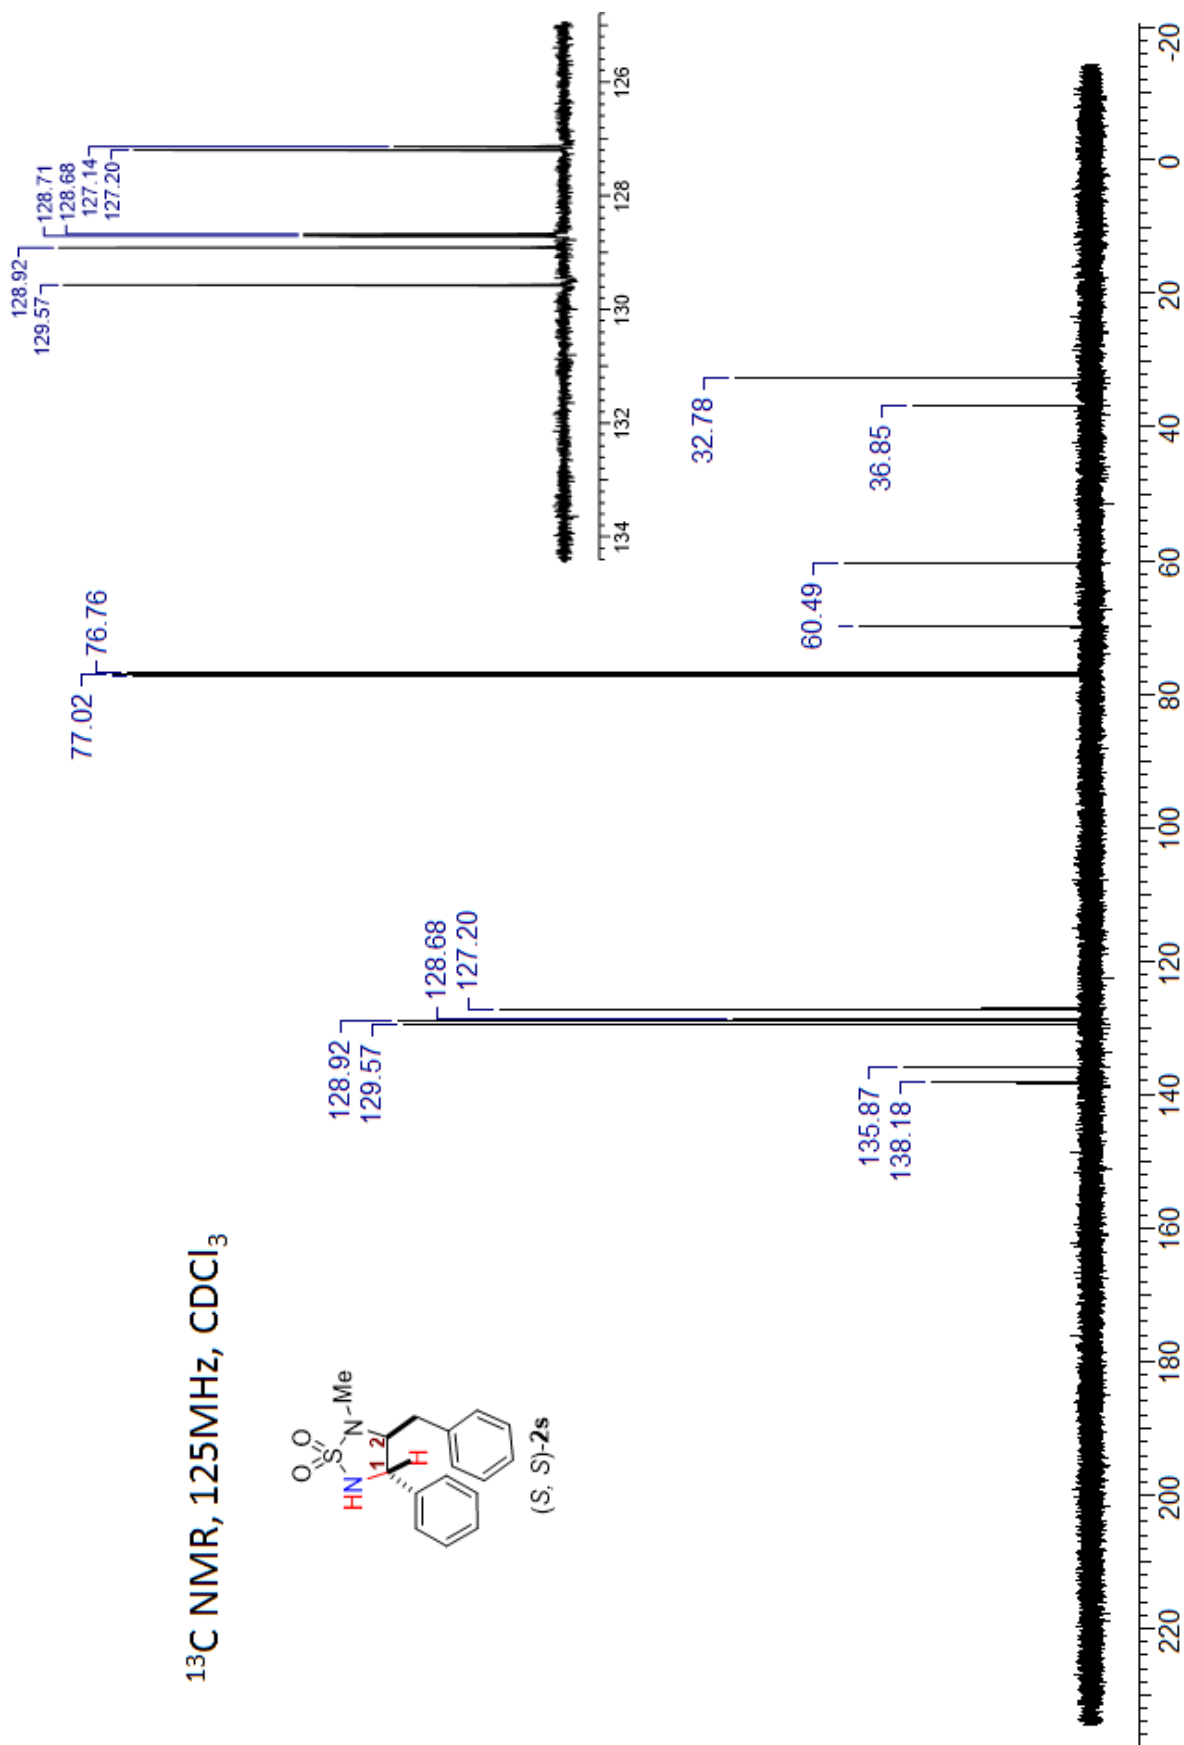 ¹³C NMR, 125MHz, CDCl₃
O
O
S
HN
N
Me
1
2
H
(S, S)-2s
138.18
135.87
129.57
128.92
128.68
127.20
77.02
76.76
60.49
36.85
32.78
129.57
128.92
128.71
128.68
127.14
127.20
134 132 130 128 126
220 200 180 160 140 120 100 80 60 40 20 0 -20